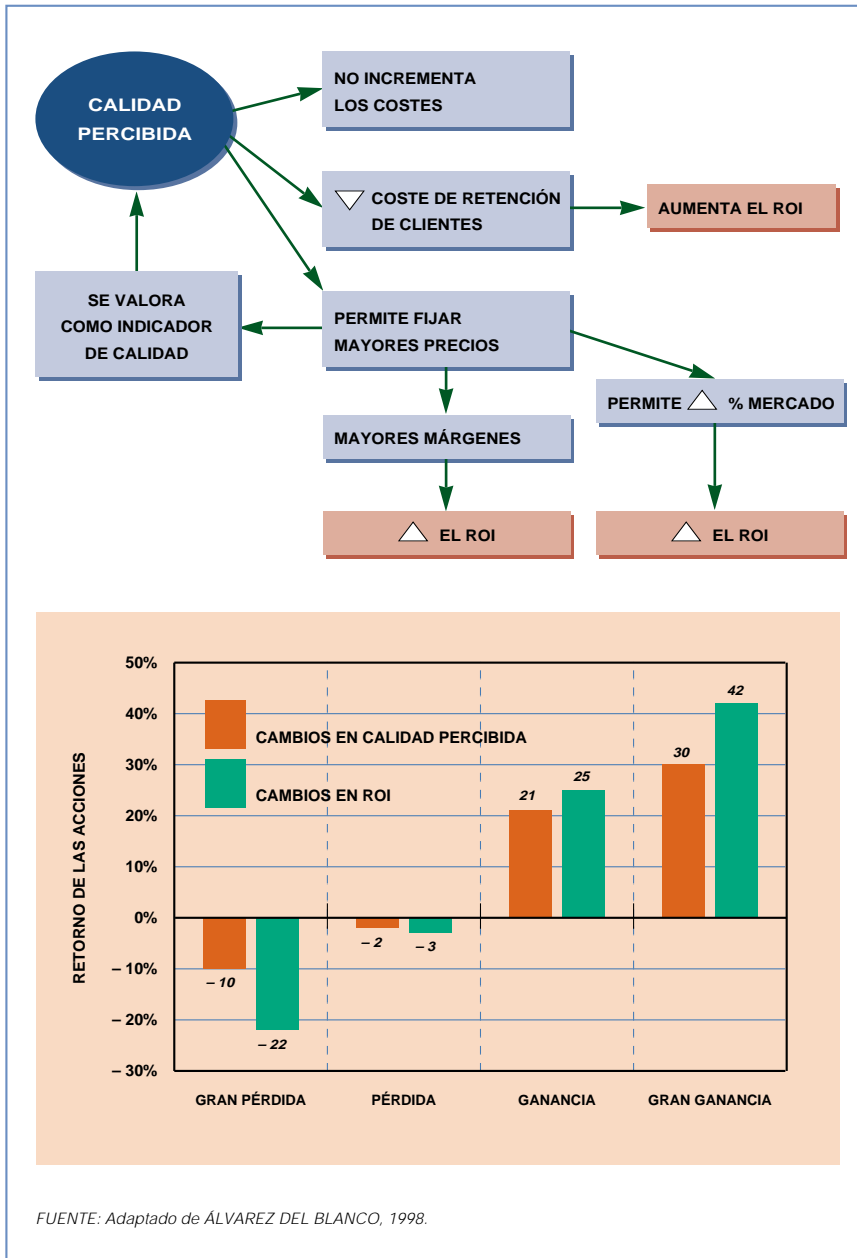 CALIDAD
PERCIBIDA
NO INCREMENTA
LOS COSTES
COSTE DE RETENCIÓN
DE CLIENTES
AUMENTA EL ROI
SE VALORA
COMO INDICADOR
DE CALIDAD
PERMITE FIJAR
MAYORES PRECIOS
PERMITE % MERCADO
MAYORES MÁRGENES
EL ROI
EL ROI
RETORNO DE LAS ACCIONES
50%
40%
30%
20%
10%
0%
– 10%
– 20%
– 30%
CAMBIOS EN CALIDAD PERCIBIDA
CAMBIOS EN ROI
– 10
– 22
– 2
– 3
21
25
30
42
GRAN PÉRDIDA
PÉRDIDA
GANANCIA
GRAN GANANCIA
FUENTE: Adaptado de ÁLVAREZ DEL BLANCO, 1998.